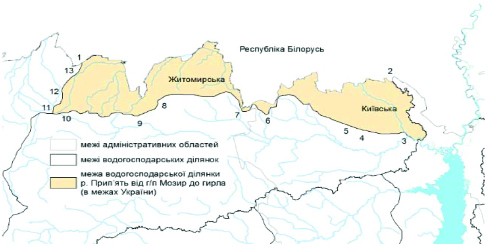 Республіка Білорусь
1
2
13
Житомирська
12
Київська
11
10
9
8
7
6
5
4
3
межі адміністративних областей
межі водогосподарських ділянок
межа водогосподарської ділянки
р. Прип'ять від г/п Мозир до гирла
(в межах України)